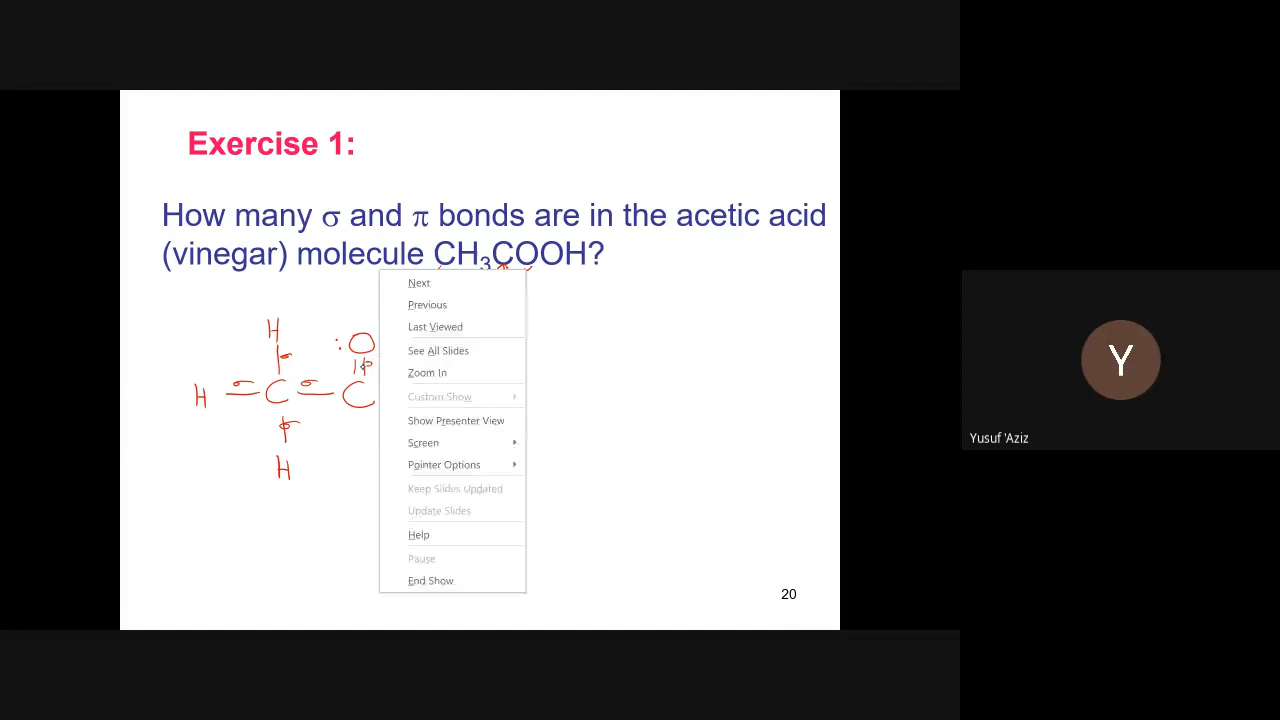 Exercise 1:
How many σ and π bonds are in the acetic acid
(vinegar) molecule CH₃COOH?
H
:O
H σ C σ C
σ
H
Next
Previous
Last Viewed
See All Slides
Zoom In
Custom Show
Show Presenter View
Screen
Pointer Options
Keep Slides Updated
Update Slides
Help
Pause
End Show
20
Y
Yusuf 'Aziz